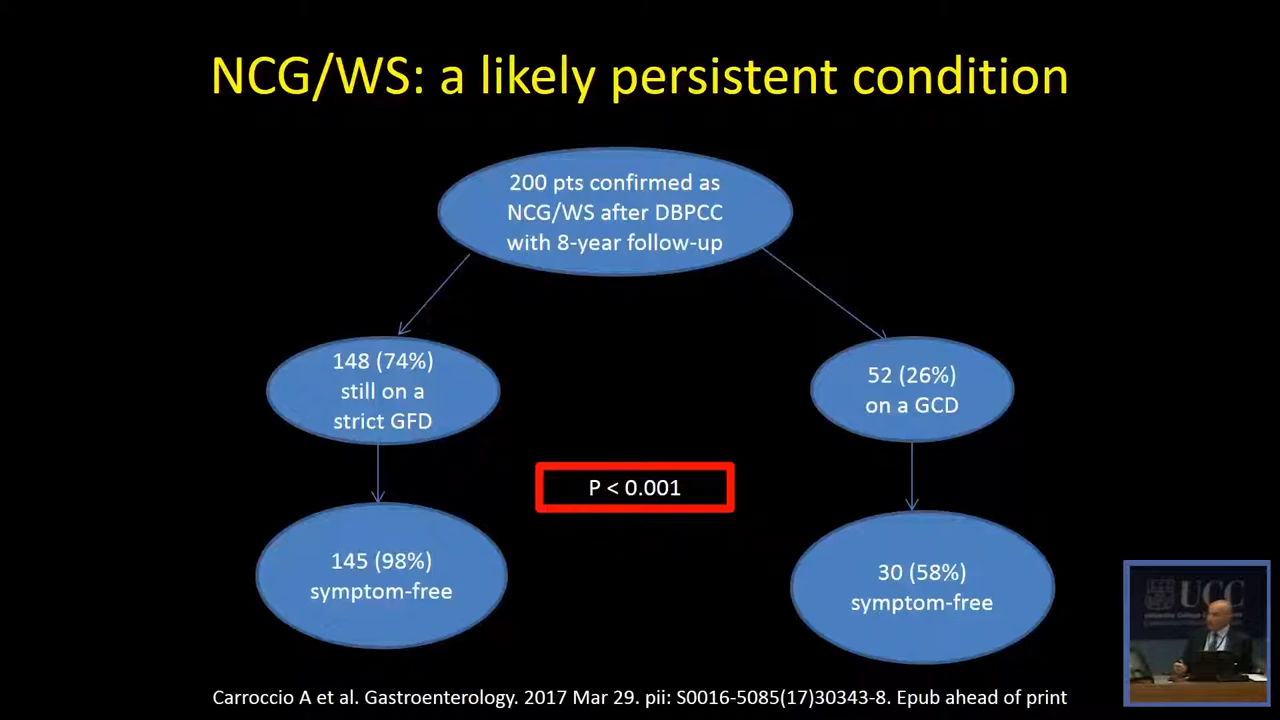 NCG/WS: a likely persistent condition
200 pts confirmed as
NCG/WS after DBPCC
with 8-year follow-up
148 (74%)
still on a
strict GFD
52 (26%)
on a GCD
P < 0.001
145 (98%)
symptom-free
30 (58%)
symptom-free
UCC
Carroccio A et al. Gastroenterology. 2017 Mar 29. pii: S0016-5085(17)30343-8. Epub ahead of print